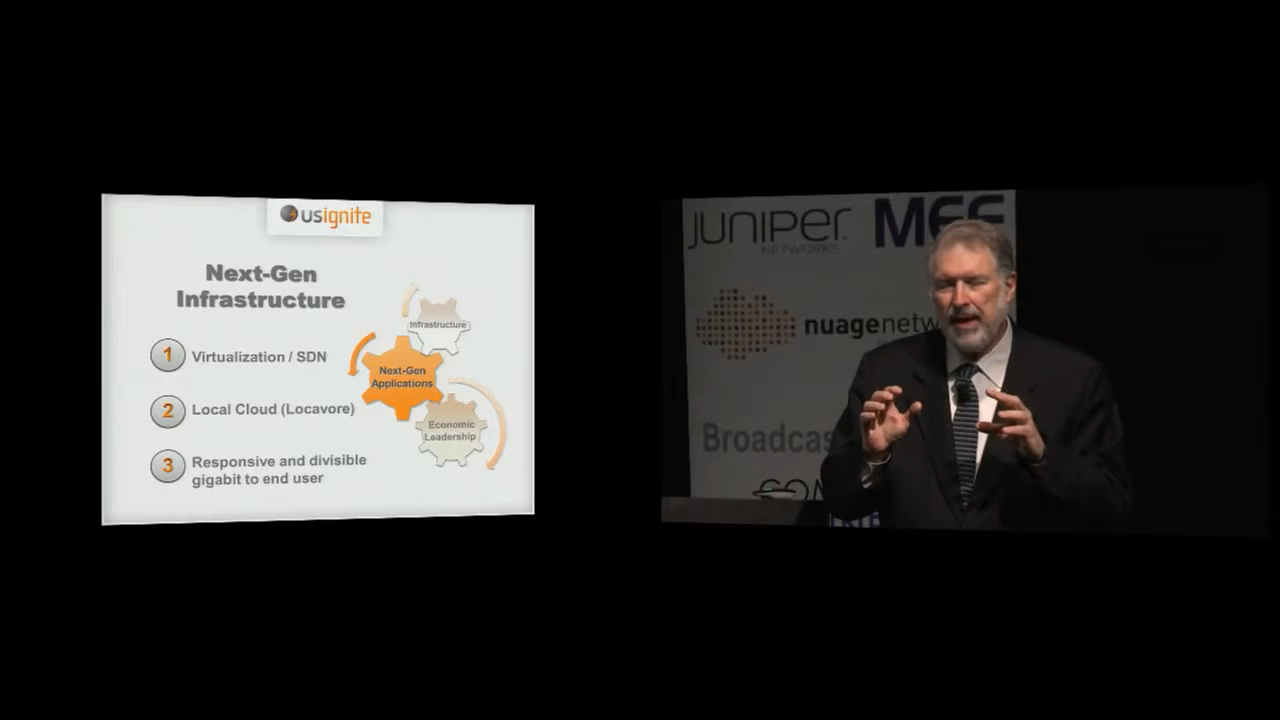 usignite
Next-Gen
Infrastructure
1 Virtualization / SDN
2 Local Cloud (Locavore)
3 Responsive and divisible
gigabit to end user
Infrastructure
Next-Gen
Applications
Economic
Leadership
JUNIPER
NETWORKS
MEF
nuagenetw
Broadcas